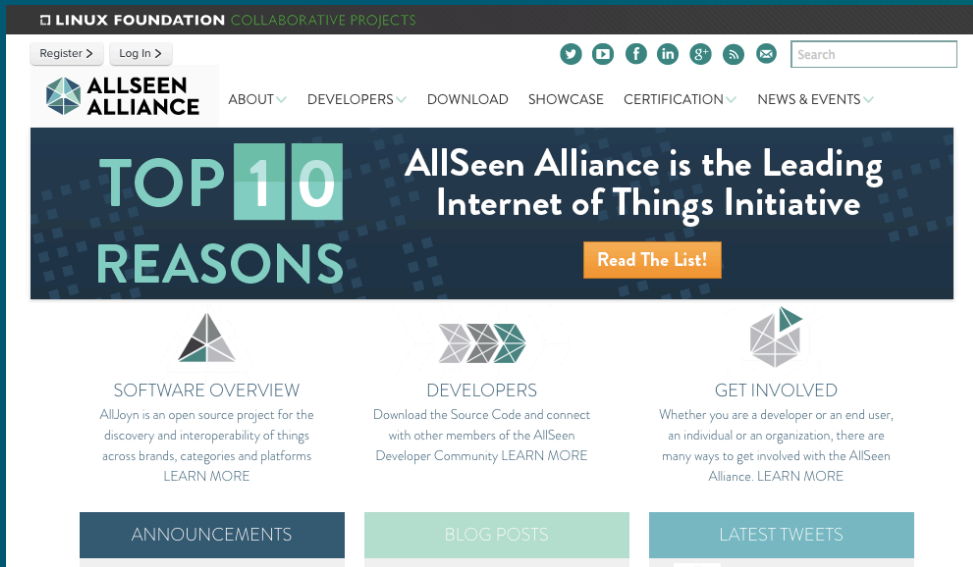 LINUX FOUNDATION COLLABORATIVE PROJECTS
Register >
Log In >
Search
ALLSEEN
ALLIANCE
ABOUT
DEVELOPERS
DOWNLOAD
SHOWCASE
CERTIFICATION
NEWS & EVENTS
TOP 10
REASONS
AllSeen Alliance is the Leading
Internet of Things Initiative
Read The List!
SOFTWARE OVERVIEW
AllJoyn is an open source project for the
discovery and interoperability of things
across brands, categories and platforms
LEARN MORE
DEVELOPERS
Download the Source Code and connect
with other members of the AllSeen
Developer Community LEARN MORE
GET INVOLVED
Whether you are a developer or an end user,
an individual or an organization, there are
many ways to get involved with the AllSeen
Alliance. LEARN MORE
ANNOUNCEMENTS
BLOG POSTS
LATEST TWEETS